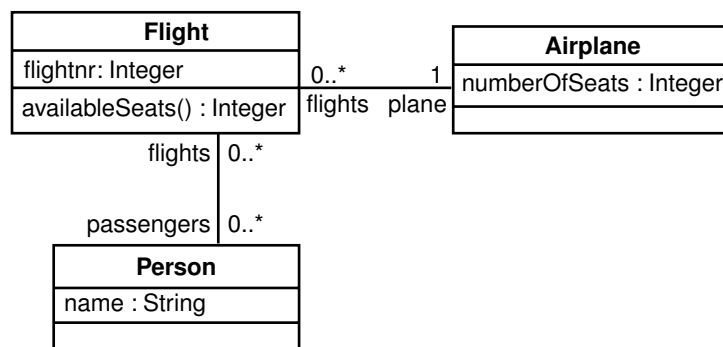 Flight
flightnr: Integer
availableSeats() : Integer
0..* 1
flights plane
Airplane
numberOfSeats : Integer
flights 0..*
passengers 0..*
Person
name : String